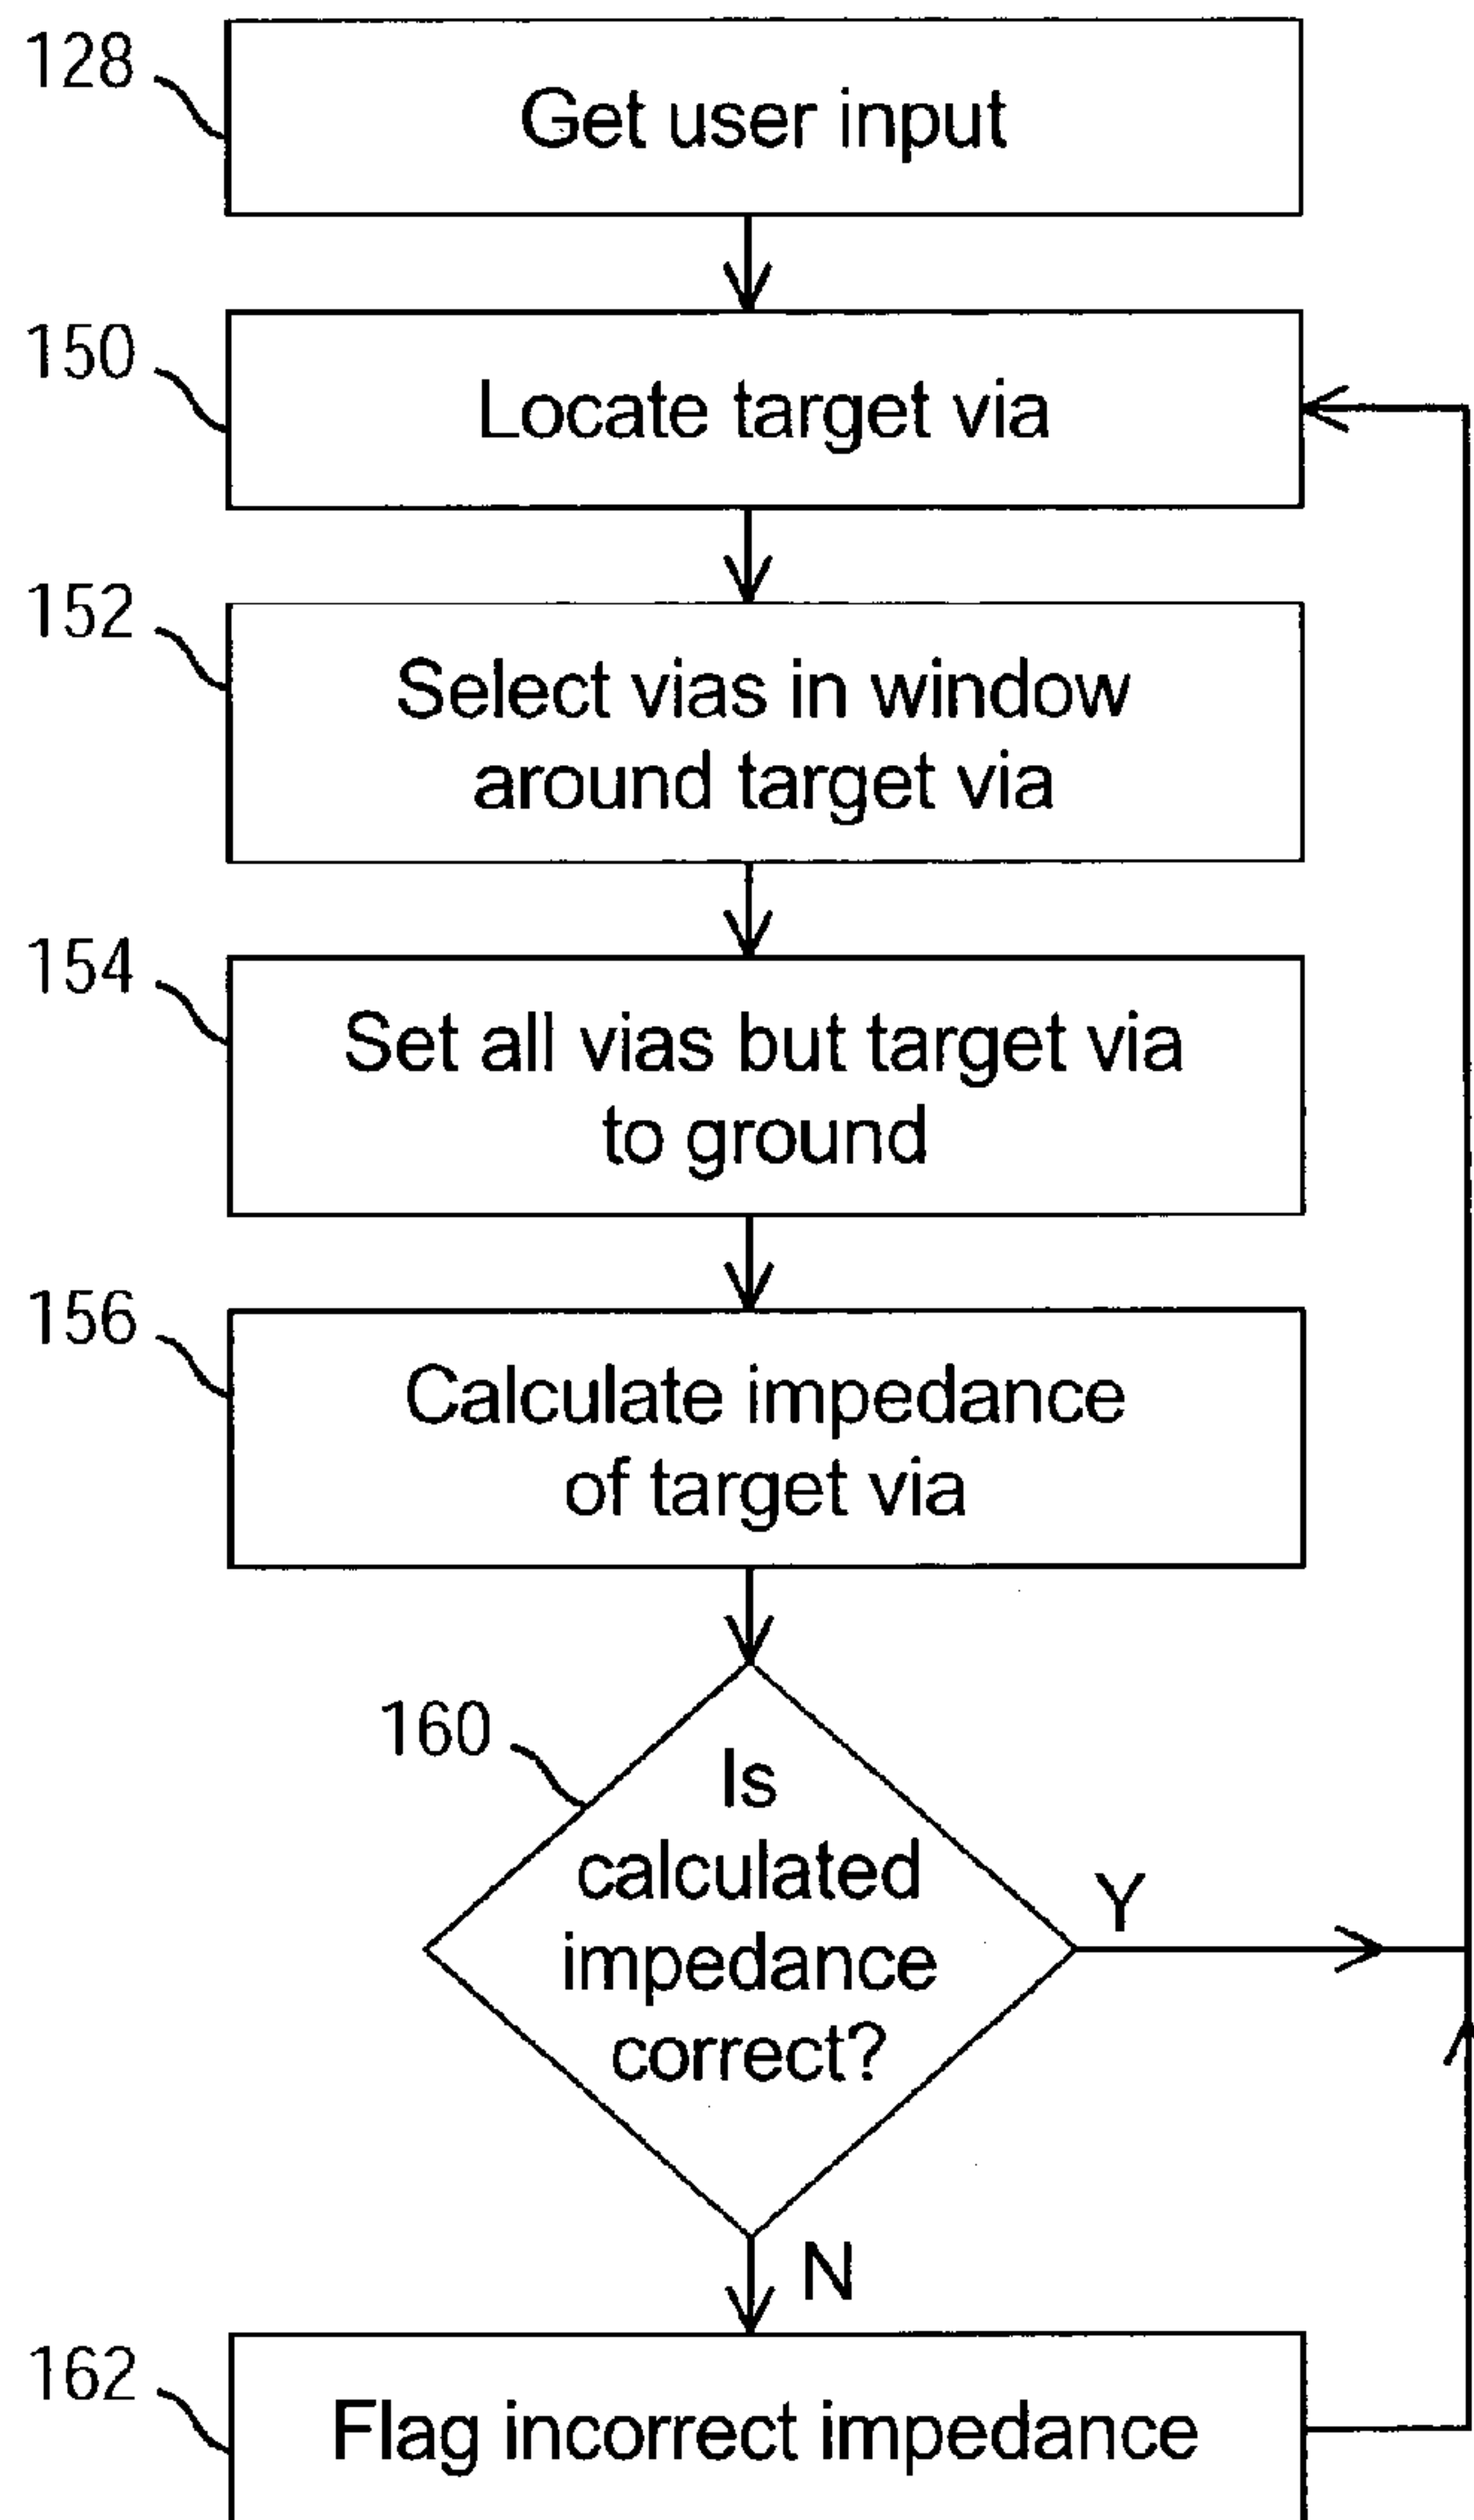 128
Get user input
150
Locate target via
152
Select vias in window
around target via
154
Set all vias but target via
to ground
156
Calculate impedance
of target via
160
Is
calculated
impedance
correct?
Y
N
162
Flag incorrect impedance